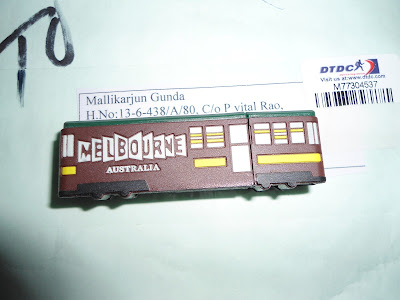 TO
DTDC
Visit us at:www.dtdc.com
M77304537
Mallikarjun Gunda
H.No:13-6-438/A/80, C/o P vital Rao,
MELBOURNE
AUSTRALIA